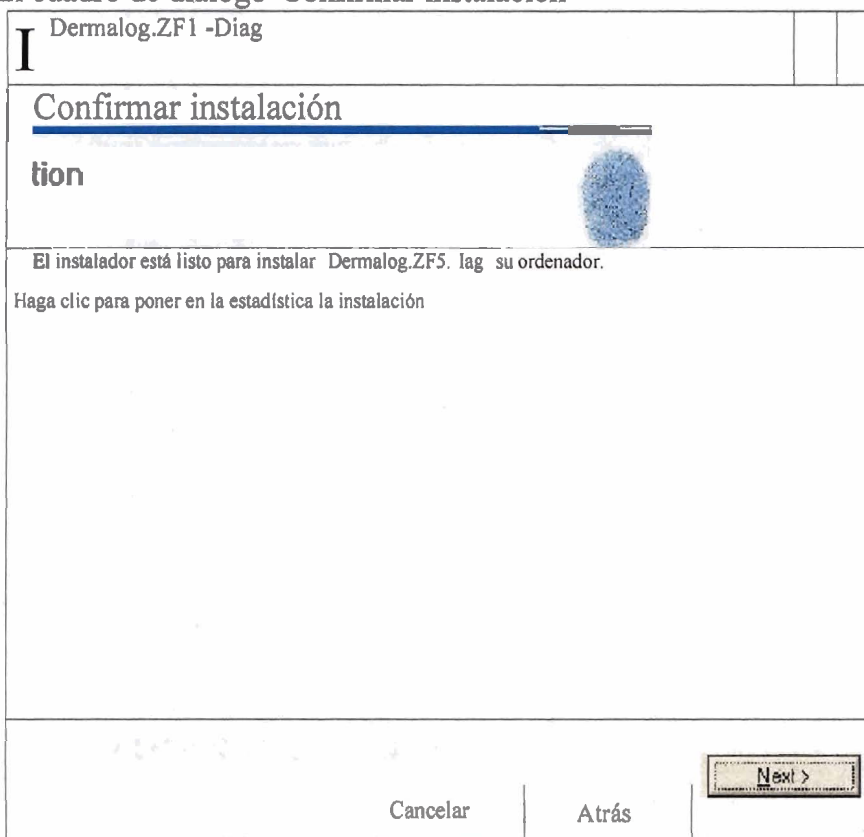 I Dermalog.ZF1 -Diag
Confirmar instalación
tion
El instalador está listo para instalar Dermalog.ZF5. Iag su ordenador.
Haga clic para poner en la estadística la instalación
Next >
Cancelar
Atrás